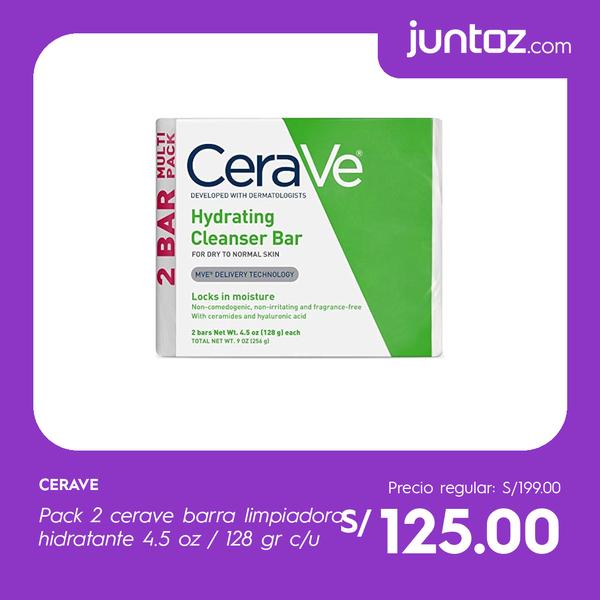 juntoz.com
2 BAR MULTI PACK
CeraVe®
DEVELOPED WITH DERMATOLOGISTS
Hydrating
Cleanser Bar
FOR DRY TO NORMAL SKIN
MVE® DELIVERY TECHNOLOGY
Locks in moisture
Non-comedogenic, non-irritating and fragrance-free
With ceramides and hyaluronic acid
2 bars Net Wt. 4.5 oz (128 g) each
TOTAL NET WT. 9 OZ (256 g)
CERAVE
Precio regular: S/199.00
Pack 2 cerave barra limpiadora
hidratante 4.5 oz / 128 gr c/u
S/ 125.00